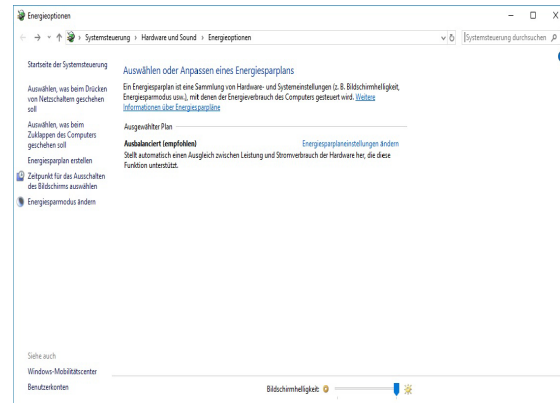 Energieoptionen
Systemsteuerung › Hardware und Sound › Energieoptionen
Systemsteuerung durchsuchen
Startseite der Systemsteuerung
Auswählen, was beim Drücken
von Netzschaltern geschehen
soll
Auswählen, was beim
Zuklappen des Computers
geschehen soll
Energiesparplan erstellen
Zeitpunkt für das Ausschalten
des Bildschirms auswählen
Energiesparmodus ändern
Auswählen oder Anpassen eines Energiesparplans
Ein Energiesparplan ist eine Sammlung von Hardware- und Systemeinstellungen (z. B. Bildschirmhelligkeit,
Energiesparmodus usw.), mit denen der Energieverbrauch des Computers gesteuert wird. Weitere
Informationen über Energiesparpläne
Ausgewählter Plan
Ausbalanciert (empfohlen) Energiesparplaneinstellungen ändern
Stellt automatisch einen Ausgleich zwischen Leistung und Stromverbrauch der Hardware her, die diese
Funktion unterstützt.
Siehe auch
Windows-Mobilitätscenter
Benutzerkonten
Bildschirmhelligkeit: